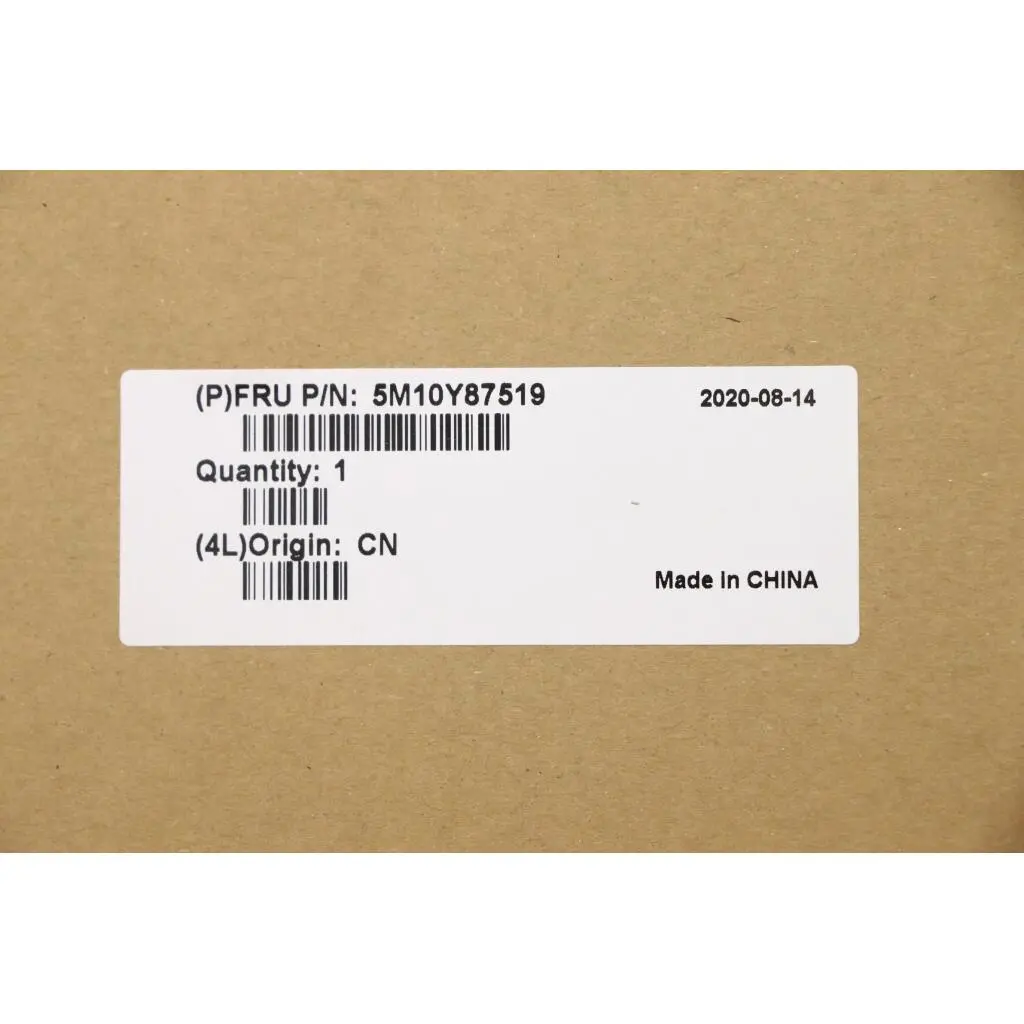 (P)FRU P/N: 5M10Y87519
2020-08-14
Quantity: 1
(4L)Origin: CN
Made in CHINA